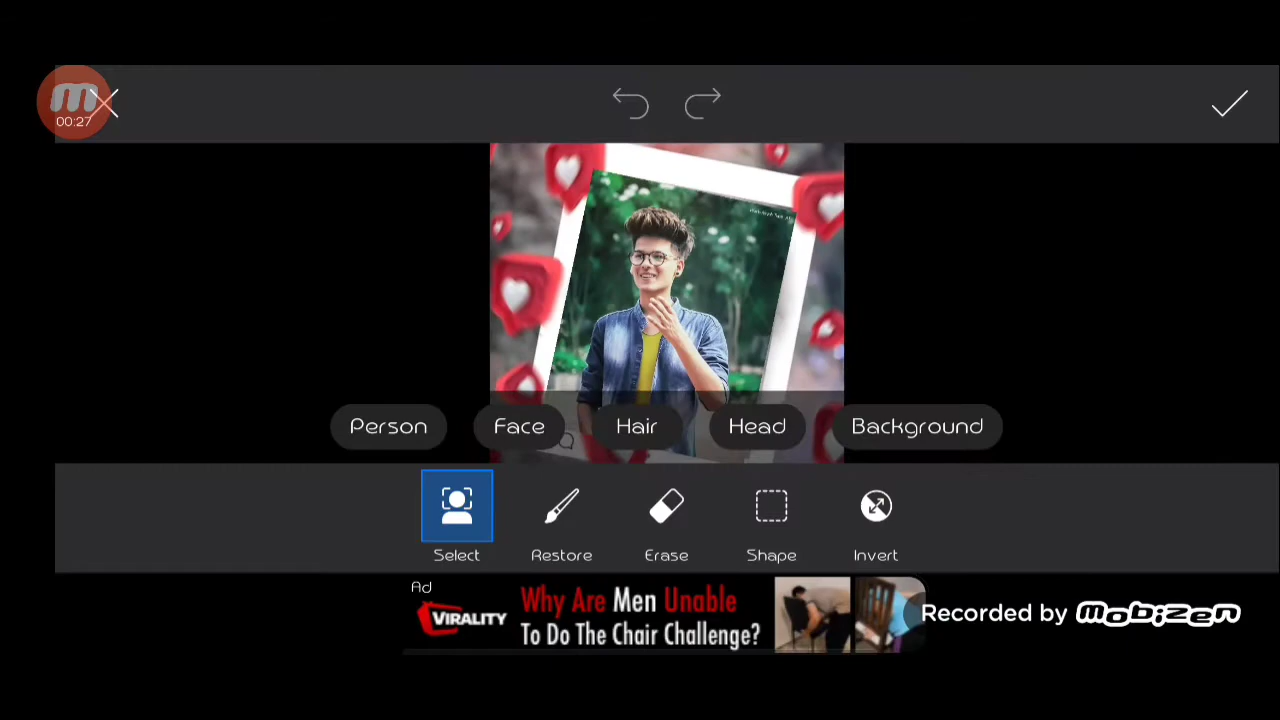 00:27
Person
Face
Hair
Head
Background
Select
Restore
Erase
Shape
Invert
Ad
VIRALITY
Why Are Men Unable
To Do The Chair Challenge?
Recorded by mobizen